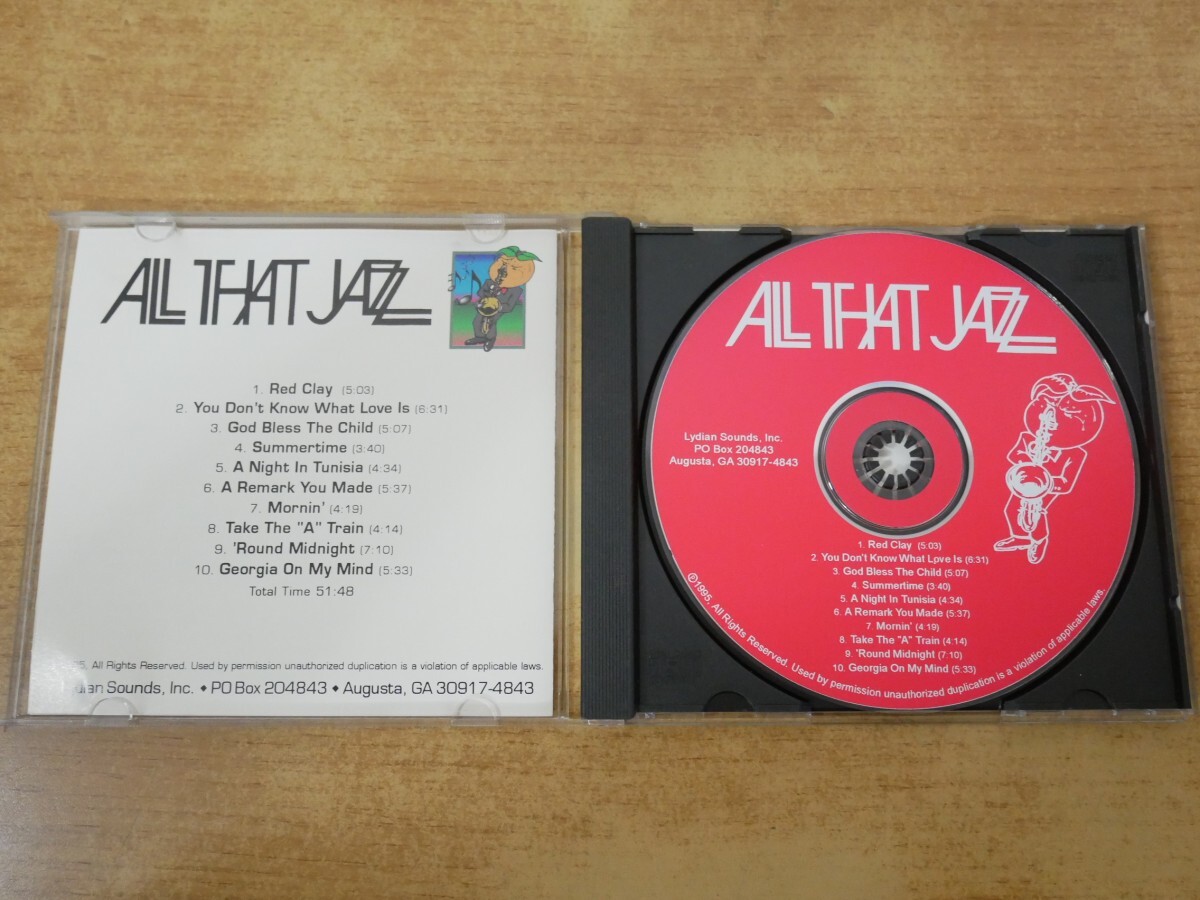 ALL THAT JAZZ
1. Red Clay (5:03)
2. You Don't Know What Love Is (6:31)
3. God Bless The Child (5:07)
4. Summertime (3:40)
5. A Night In Tunisia (4:34)
6. A Remark You Made (5:37)
7. Mornin' (4:19)
8. Take The "A" Train (4:14)
9. 'Round Midnight (7:10)
10. Georgia On My Mind (5:33)
Total Time 51:48
All Rights Reserved. Used by permission unauthorized duplication is a violation of applicable laws.
Lydian Sounds, Inc. ◆ PO Box 204843 ◆ Augusta, GA 30917-4843
ALL THAT JAZZ
Lydian Sounds, Inc.
PO Box 204843
Augusta, GA 30917-4843
1. Red Clay (5:03)
2. You Don't Know What Love Is (6:31)
3. God Bless The Child (5:07)
4. Summertime (3:40)
5. A Night In Tunisia (4:34)
6. A Remark You Made (5:37)
7. Mornin' (4:19)
8. Take The "A" Train (4:14)
9. 'Round Midnight (7:10)
10. Georgia On My Mind (5:33)
℗1995, All Rights Reserved. Used by permission unauthorized duplication is a violation of applicable laws.